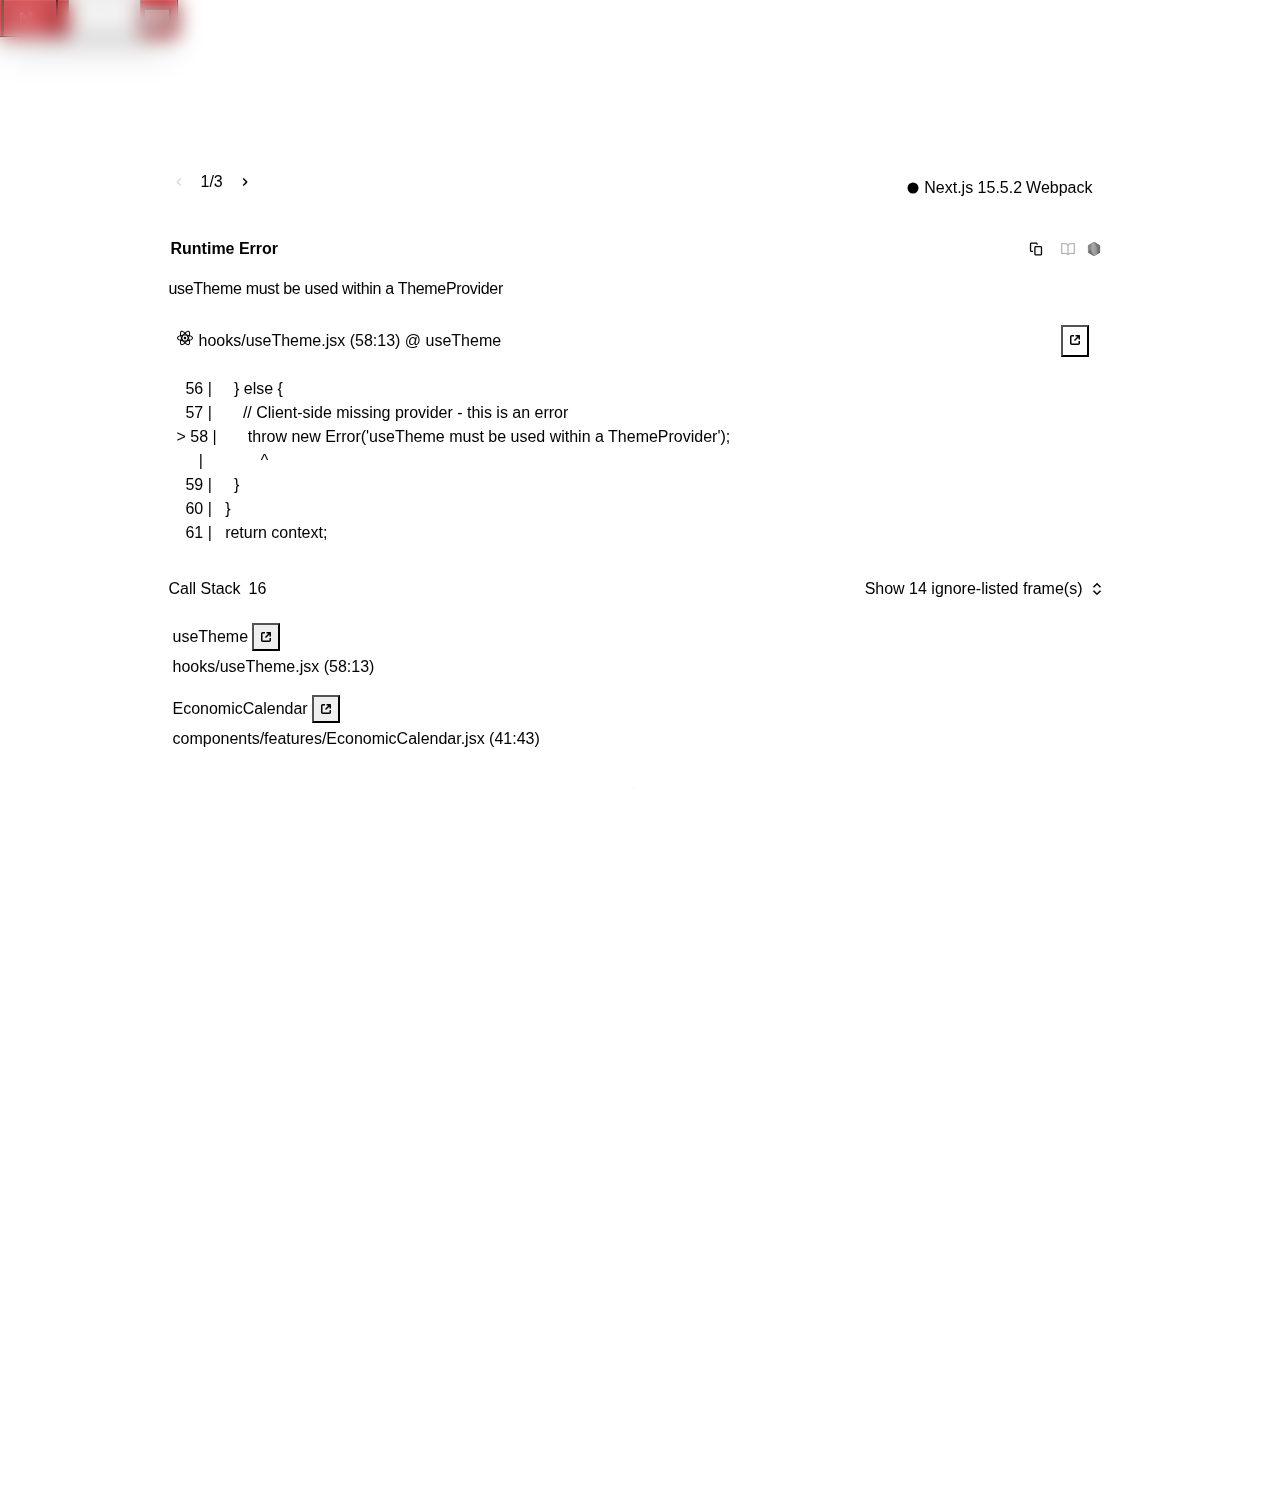 1/3
Next.js 15.5.2 Webpack
Runtime Error
useTheme must be used within a ThemeProvider
hooks/useTheme.jsx (58:13) @ useTheme
56 |     } else {
57 |       // Client-side missing provider - this is an error
> 58 |       throw new Error('useTheme must be used within a ThemeProvider');
|             ^
59 |     }
60 |   }
61 |   return context;
Call Stack 16
Show 14 ignore-listed frame(s)
useTheme
hooks/useTheme.jsx (58:13)
EconomicCalendar
components/features/EconomicCalendar.jsx (41:43)